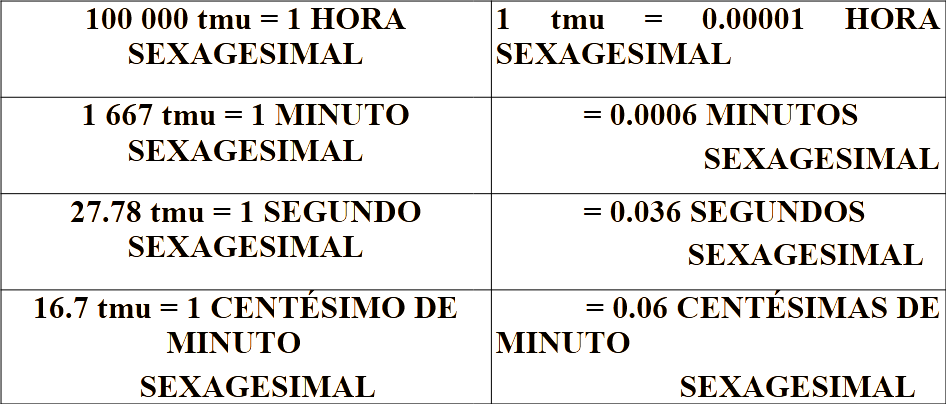 100 000 tmu = 1 HORA
SEXAGESIMAL
1 tmu = 0.00001 HORA
SEXAGESIMAL
1 667 tmu = 1 MINUTO
SEXAGESIMAL
= 0.0006 MINUTOS
SEXAGESIMAL
27.78 tmu = 1 SEGUNDO
SEXAGESIMAL
= 0.036 SEGUNDOS
SEXAGESIMAL
16.7 tmu = 1 CENTÉSIMO DE
MINUTO
SEXAGESIMAL
= 0.06 CENTÉSIMAS DE
MINUTO
SEXAGESIMAL